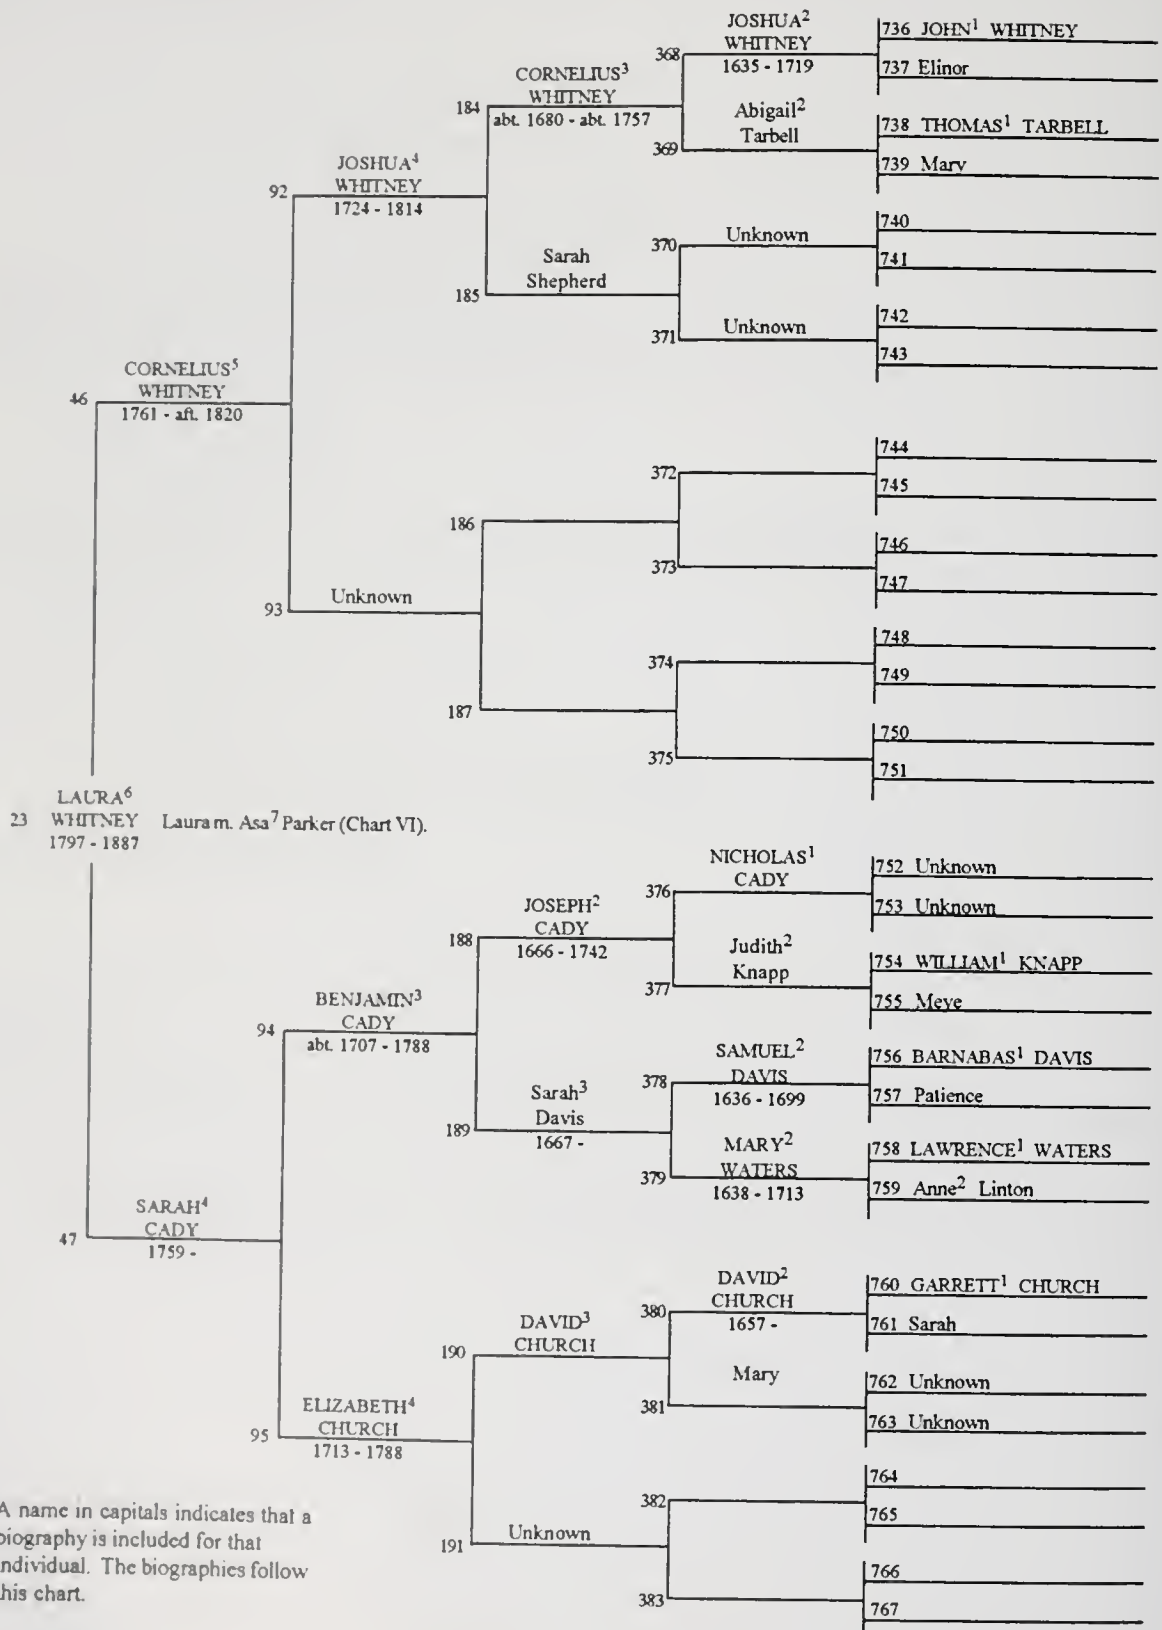 JOSHUA²
WHITNEY
368
1635 - 1719
736 JOHN¹ WHITNEY
737 Elinor
CORNELIUS³
WHITNEY
184
abt. 1680 - abt. 1757
Abigail²
Tarbell
369
738 THOMAS¹ TARBELL
739 Mary
JOSHUA⁴
WHITNEY
92
1724 - 1814
370
Unknown
740
741
Sarah
Shepherd
185
371
Unknown
742
743
CORNELIUS⁵
WHITNEY
46
1761 - aft. 1820
372
744
745
186
373
746
747
Unknown
93
374
748
749
187
375
750
751
LAURA⁶
23 WHITNEY Laura m. Asa⁷ Parker (Chart VI).
1797 - 1887
NICHOLAS¹
CADY
376
752 Unknown
753 Unknown
JOSEPH²
CADY
188
1666 - 1742
Judith²
Knapp
377
754 WILLIAM¹ KNAPP
755 Meye
BENJAMIN³
CADY
94
abt. 1707 - 1788
SAMUEL²
DAVIS
378
1636 - 1699
756 BARNABAS¹ DAVIS
757 Patience
Sarah³
Davis
189
1667 -
MARY²
WATERS
379
1638 - 1713
758 LAWRENCE¹ WATERS
759 Anne² Linton
SARAH⁴
CADY
47
1759 -
DAVID²
CHURCH
380
1657 -
760 GARRETT¹ CHURCH
761 Sarah
DAVID³
CHURCH
190
Mary
381
762 Unknown
763 Unknown
ELIZABETH⁴
CHURCH
95
1713 - 1788
382
764
765
Unknown
191
383
766
767
A name in capitals indicates that a
biography is included for that
individual. The biographies follow
this chart.